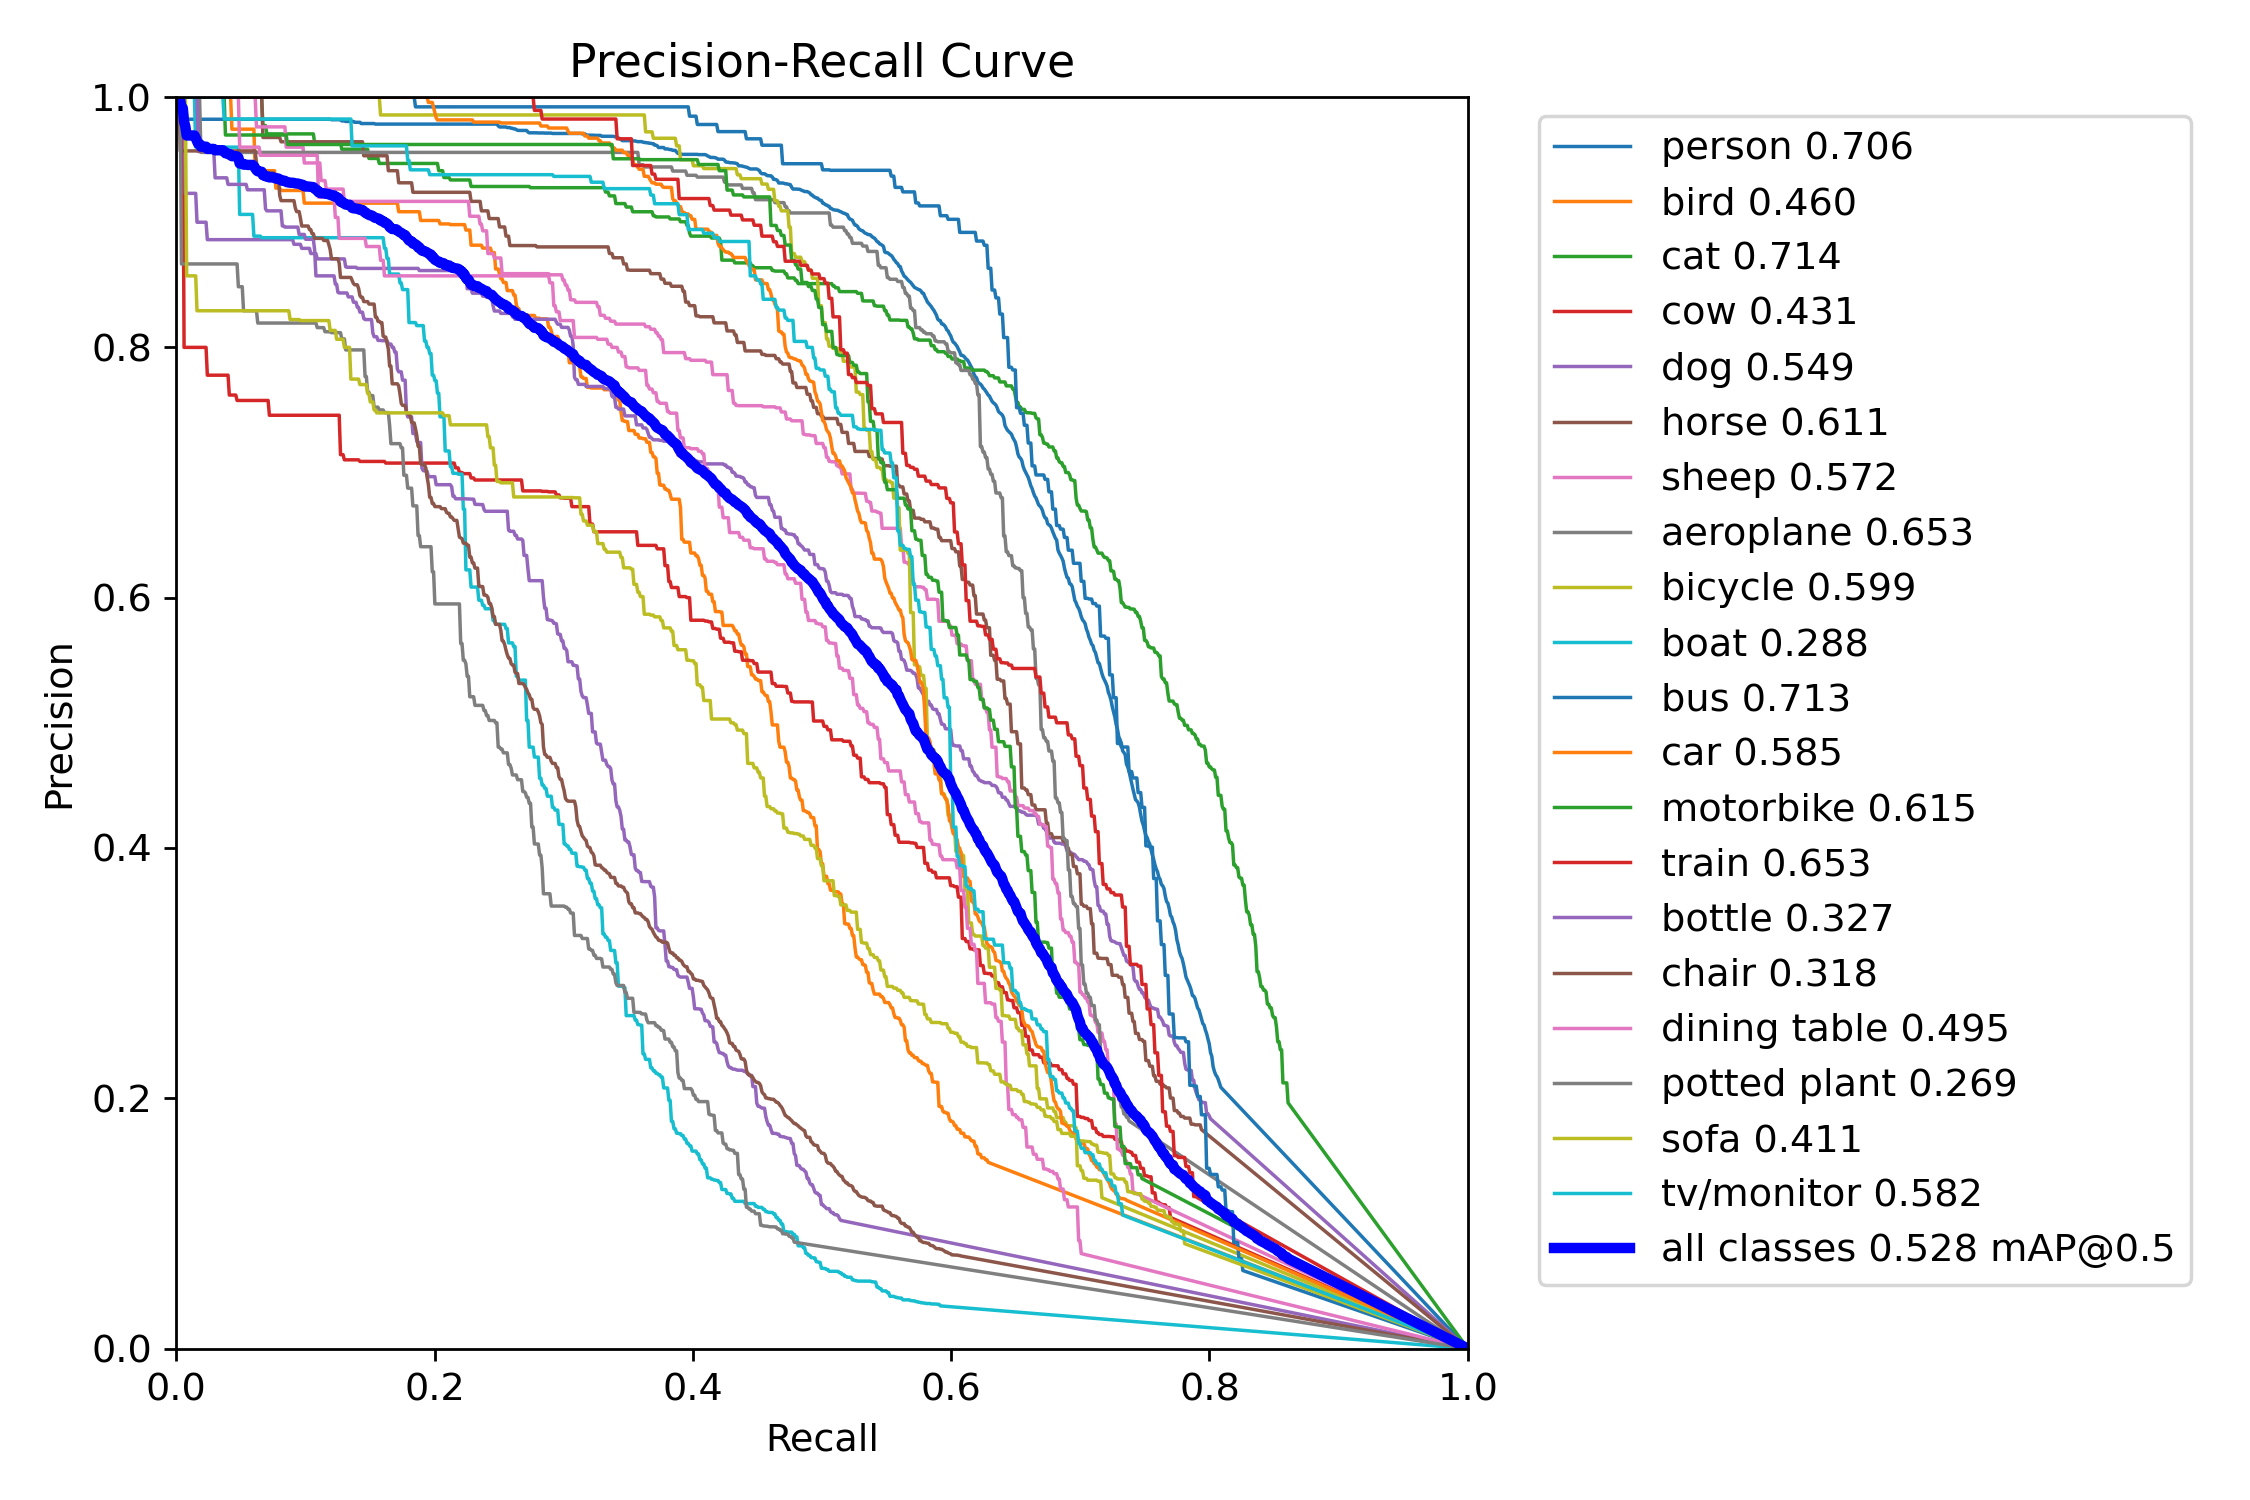 Precision-Recall Curve
1.0
0.8
0.6
0.4
0.2
0.0
Precision
0.0 0.2 0.4 0.6 0.8 1.0
Recall
person 0.706
bird 0.460
cat 0.714
cow 0.431
dog 0.549
horse 0.611
sheep 0.572
aeroplane 0.653
bicycle 0.599
boat 0.288
bus 0.713
car 0.585
motorbike 0.615
train 0.653
bottle 0.327
chair 0.318
dining table 0.495
potted plant 0.269
sofa 0.411
tv/monitor 0.582
all classes 0.528 mAP@0.5